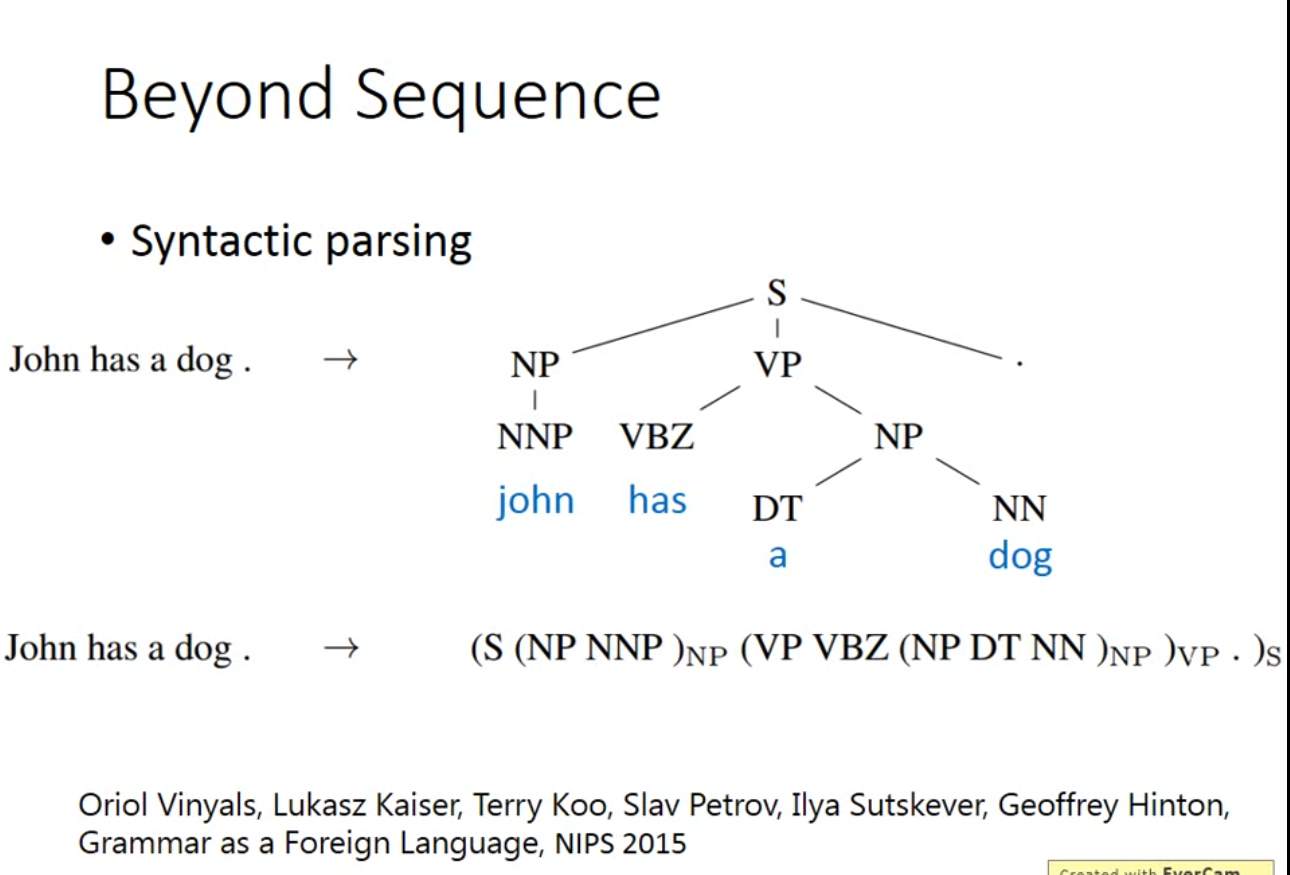 Beyond Sequence
• Syntactic parsing
S
John has a dog . → NP VP .
NNP VBZ NP
john has DT NN
a dog
John has a dog . → (S (NP NNP )NP (VP VBZ (NP DT NN )NP )VP . )S
Oriol Vinyals, Lukasz Kaiser, Terry Koo, Slav Petrov, Ilya Sutskever, Geoffrey Hinton,
Grammar as a Foreign Language, NIPS 2015
Created with EverCam